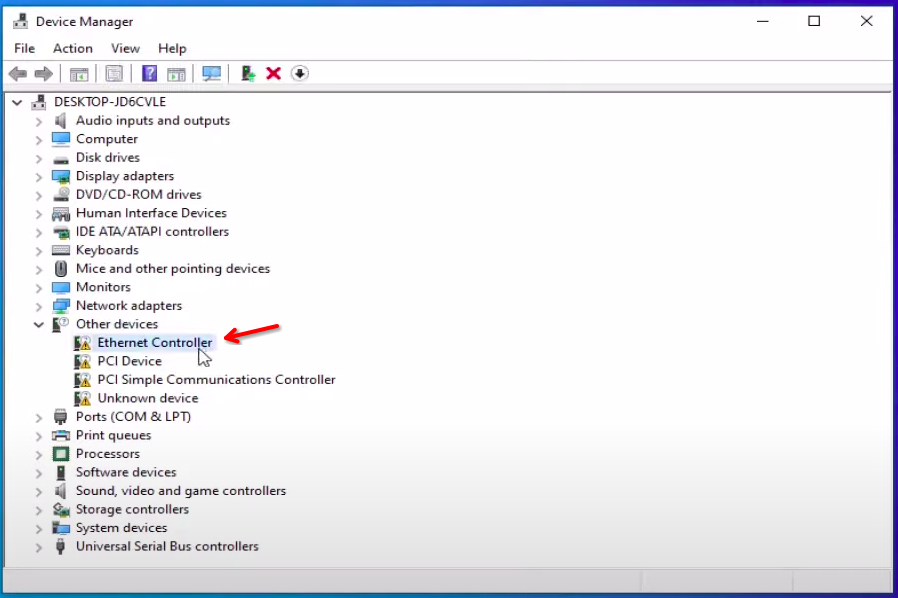 Device Manager
File Action View Help
DESKTOP-JD6CVLE
Audio inputs and outputs
Computer
Disk drives
Display adapters
DVD/CD-ROM drives
Human Interface Devices
IDE ATA/ATAPI controllers
Keyboards
Mice and other pointing devices
Monitors
Network adapters
Other devices
Ethernet Controller
PCI Device
PCI Simple Communications Controller
Unknown device
Ports (COM & LPT)
Print queues
Processors
Software devices
Sound, video and game controllers
Storage controllers
System devices
Universal Serial Bus controllers